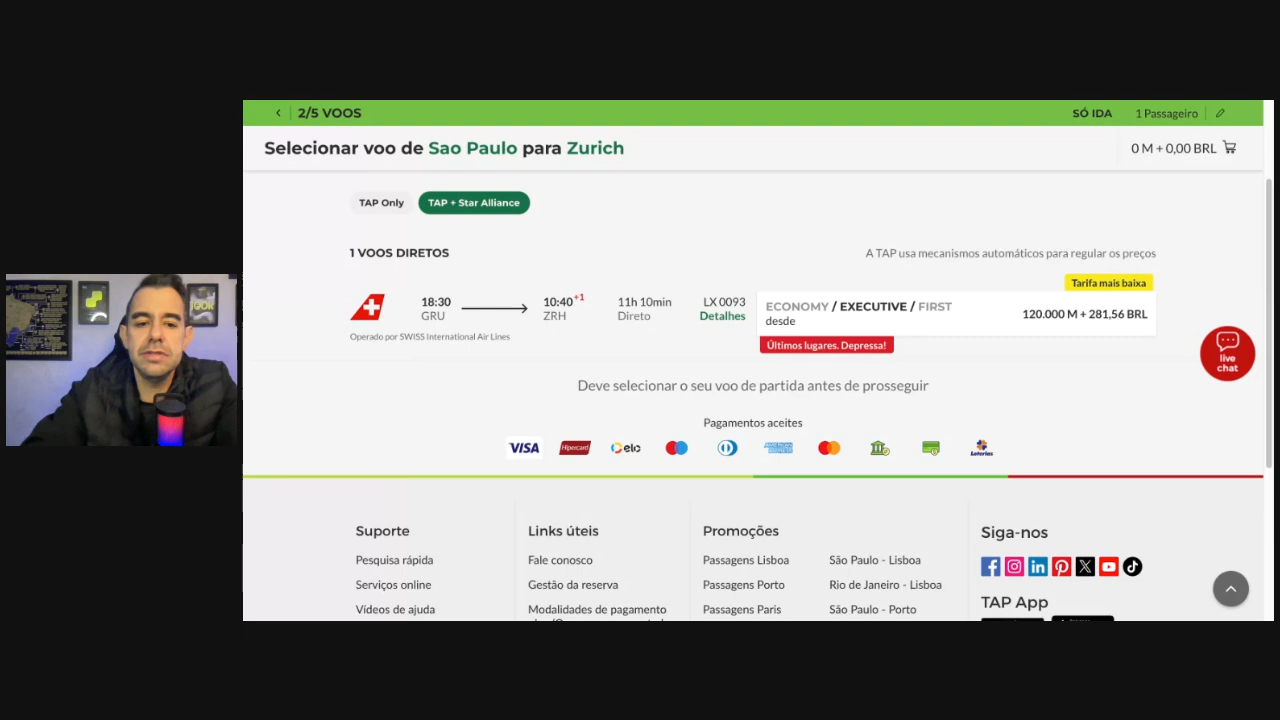 2/5 VOOS
SÓ IDA
1 Passageiro
Selecionar voo de Sao Paulo para Zurich
0 M + 0,00 BRL
TAP Only
TAP + Star Alliance
1 VOOS DIRETOS
A TAP usa mecanismos automáticos para regular os preços
Tarifa mais baixa
18:30
10:40+1
11h 10min
LX 0093
ECONOMY / EXECUTIVE / FIRST
GRU
ZRH
Direto
Detalhes
desde
120.000 M + 281,56 BRL
Operado por SWISS International Air Lines
Últimos lugares. Depressa!
live
chat
Deve selecionar o seu voo de partida antes de prosseguir
Pagamentos aceites
VISA
Hipercard
elo
Loterias
Suporte
Links úteis
Promoções
Siga-nos
Pesquisa rápida
Fale conosco
Passagens Lisboa
São Paulo - Lisboa
Serviços online
Gestão da reserva
Passagens Porto
Rio de Janeiro - Lisboa
Vídeos de ajuda
Modalidades de pagamento
Passagens Paris
São Paulo - Porto
TAP App